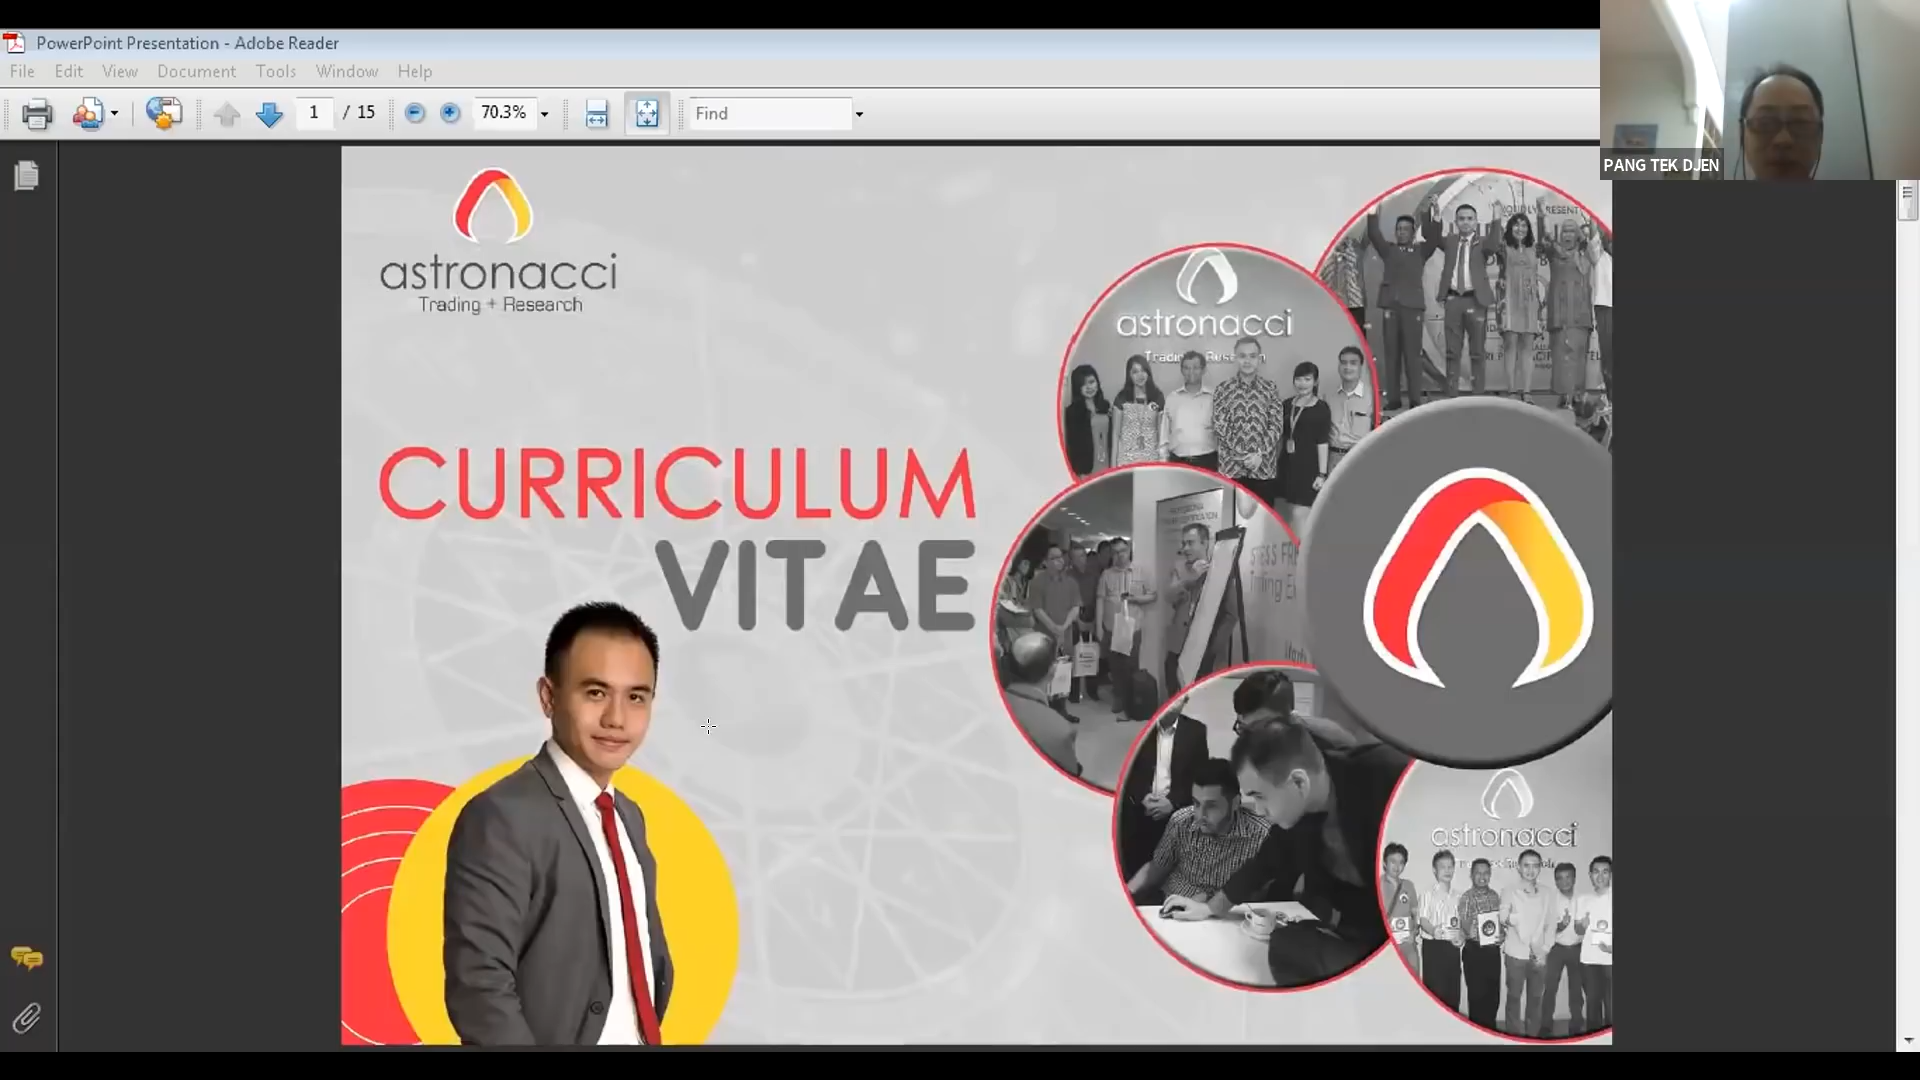 PowerPoint Presentation - Adobe Reader
File Edit View Document Tools Window Help
1 / 15 70.3% Find
PANG TEK DJEN
astronacci
Trading + Research
CURRICULUM
VITAE
astronacci
astronacci